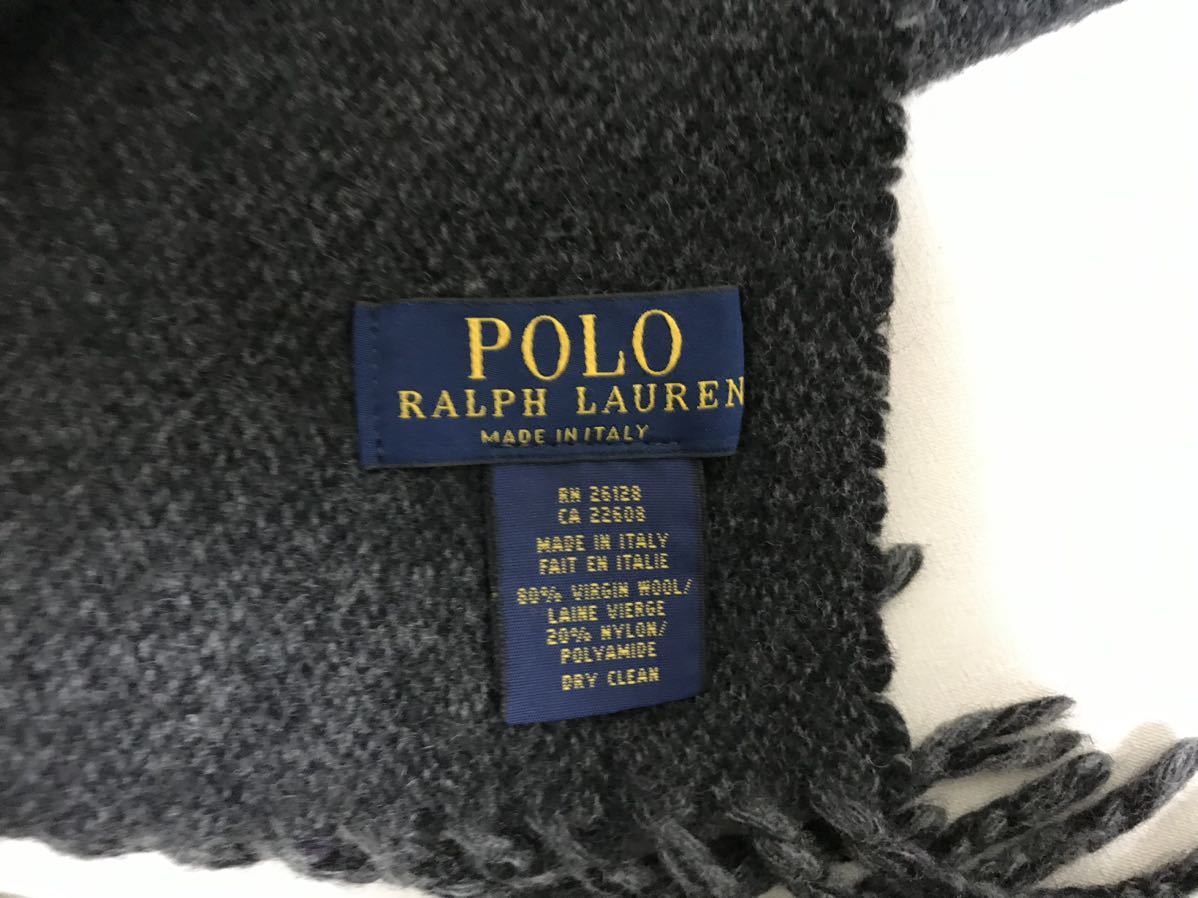 POLO
RALPH LAUREN
MADE IN ITALY
RN 26128
CA 22608
MADE IN ITALY
FAIT EN ITALIE
80% VIRGIN WOOL/
LAINE VIERGE
20% NYLON/
POLYAMIDE
DRY CLEAN